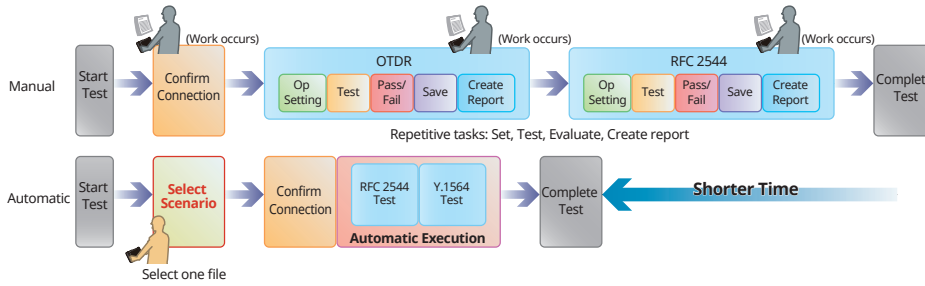 (Work occurs)
(Work occurs)
(Work occurs)
Manual
Start
Test
Confirm
Connection
OTDR
Op
Setting
Test
Pass/
Fail
Save
Create
Report
RFC 2544
Op
Setting
Test
Pass/
Fail
Save
Create
Report
Complete
Test
Repetitive tasks: Set, Test, Evaluate, Create report
Automatic
Start
Test
Select
Scenario
Confirm
Connection
RFC 2544
Test
Y.1564
Test
Automatic Execution
Complete
Test
Shorter Time
Select one file